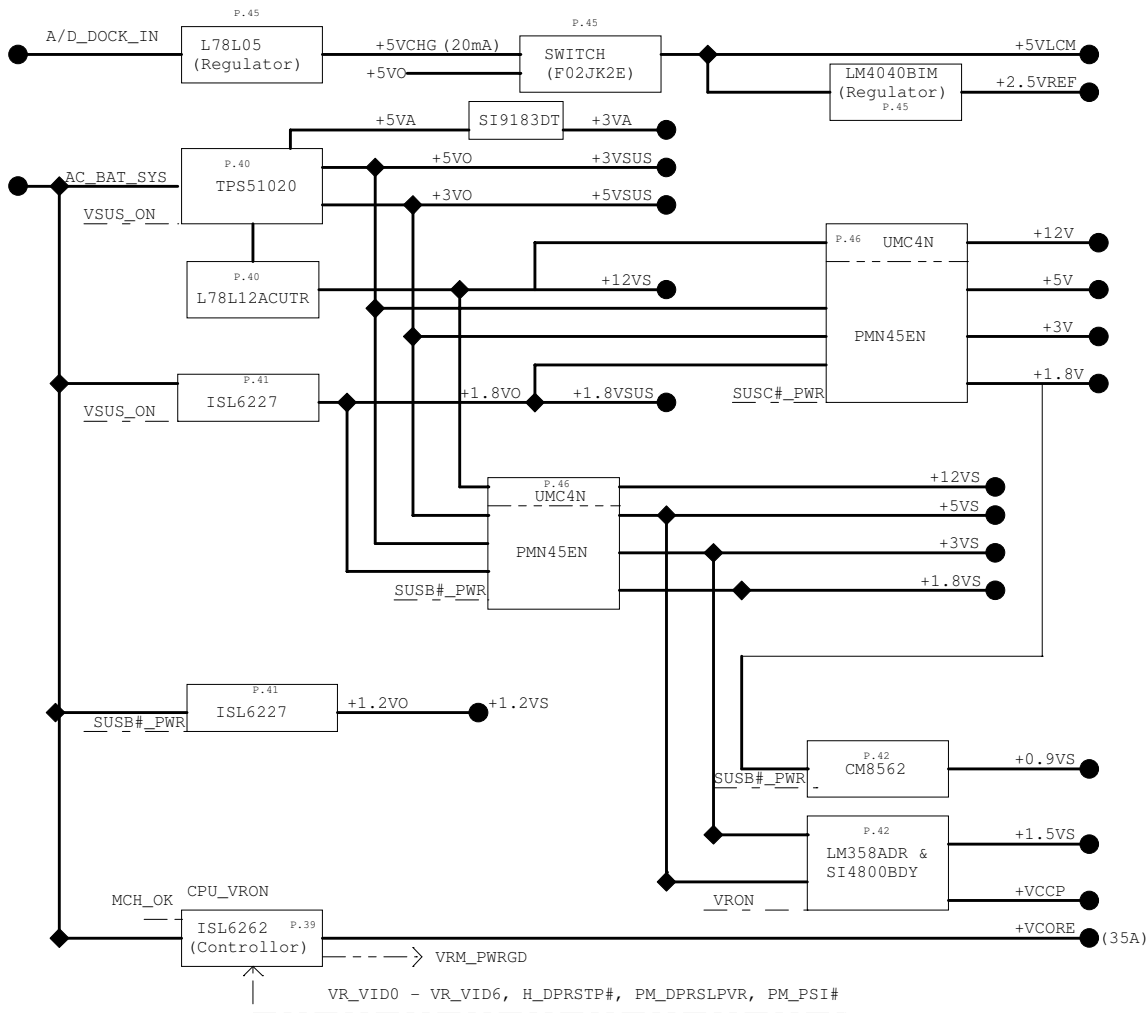 P.45
A/D_DOCK_IN
L78L05
(Regulator)
+5VCHG (20mA)
+5VO
P.45
SWITCH
(F02JK2E)
+5VLCM
LM4040BIM
(Regulator)
P.45
+2.5VREF
+5VA
SI9183DT
+3VA
AC_BAT_SYS
VSUS_ON
P.40
TPS51020
+5VO
+3VSUS
+3VO
+5VSUS
P.40
L78L12ACUTR
+12VS
P.46
UMC4N
PMN45EN
SUSC#_PWR
+12V
+5V
+3V
+1.8V
VSUS_ON
P.41
ISL6227
+1.8VO
+1.8VSUS
P.46
UMC4N
PMN45EN
SUSB#_PWR
+12VS
+5VS
+3VS
+1.8VS
SUSB#_PWR
P.41
ISL6227
+1.2VO
+1.2VS
SUSB#_PWR
P.42
CM8562
+0.9VS
P.42
LM358ADR &
SI4800BDY
VRON
+1.5VS
+VCCP
MCH_OK
CPU_VRON
ISL6262
P.39
(Controllor)
+VCORE
(35A)
VRM_PWRGD
VR_VID0 - VR_VID6, H_DPRSTP#, PM_DPRSLPVR, PM_PSI#